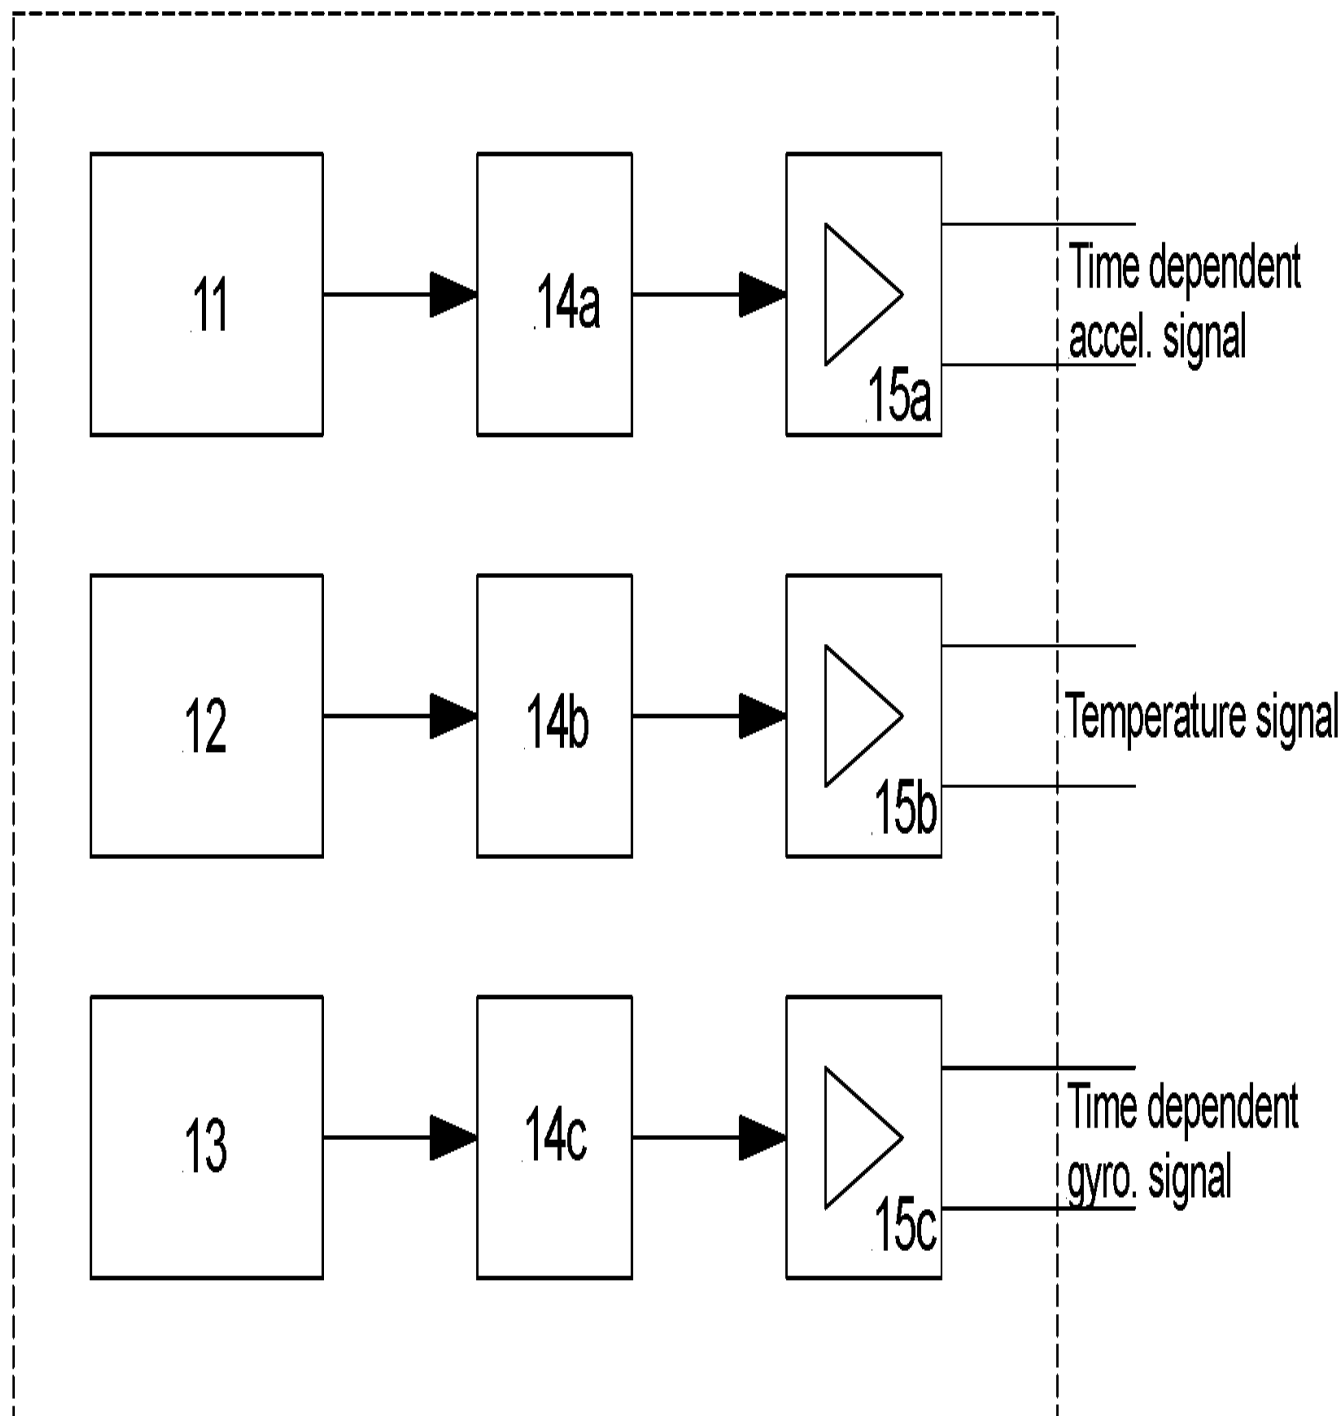 11
14a
15a
Time dependent
accel. signal
12
14b
15b
Temperature signal
13
14c
15c
Time dependent
gyro. signal